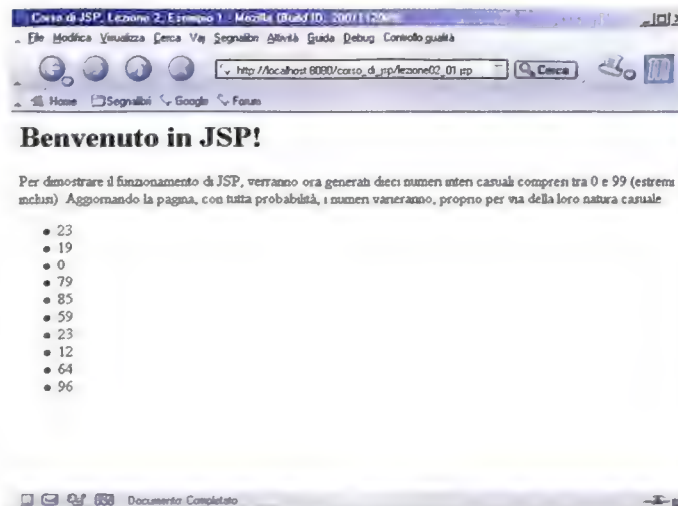 Corso di JSP, Lezione 2, Esempio 1 - Mozilla {Build ID: 20011120
File Modifica Visualizza Cerca Vai Segnalibri Attività Guida Debug Controllo qualità
http://localhost:8080/corso_di_jsp/lezione02_01.jsp Cerca
Home Segnalibri Google Forum
Benvenuto in JSP!
Per dimostrare il funzionamento di JSP, verranno ora generati dieci numeri interi casuali compresi tra 0 e 99 (estremi
inclusi) Aggiornando la pagina, con tutta probabilità, i numeri varieranno, proprio per via della loro natura casuale
23
19
0
79
85
59
23
12
64
96
Documento Completato